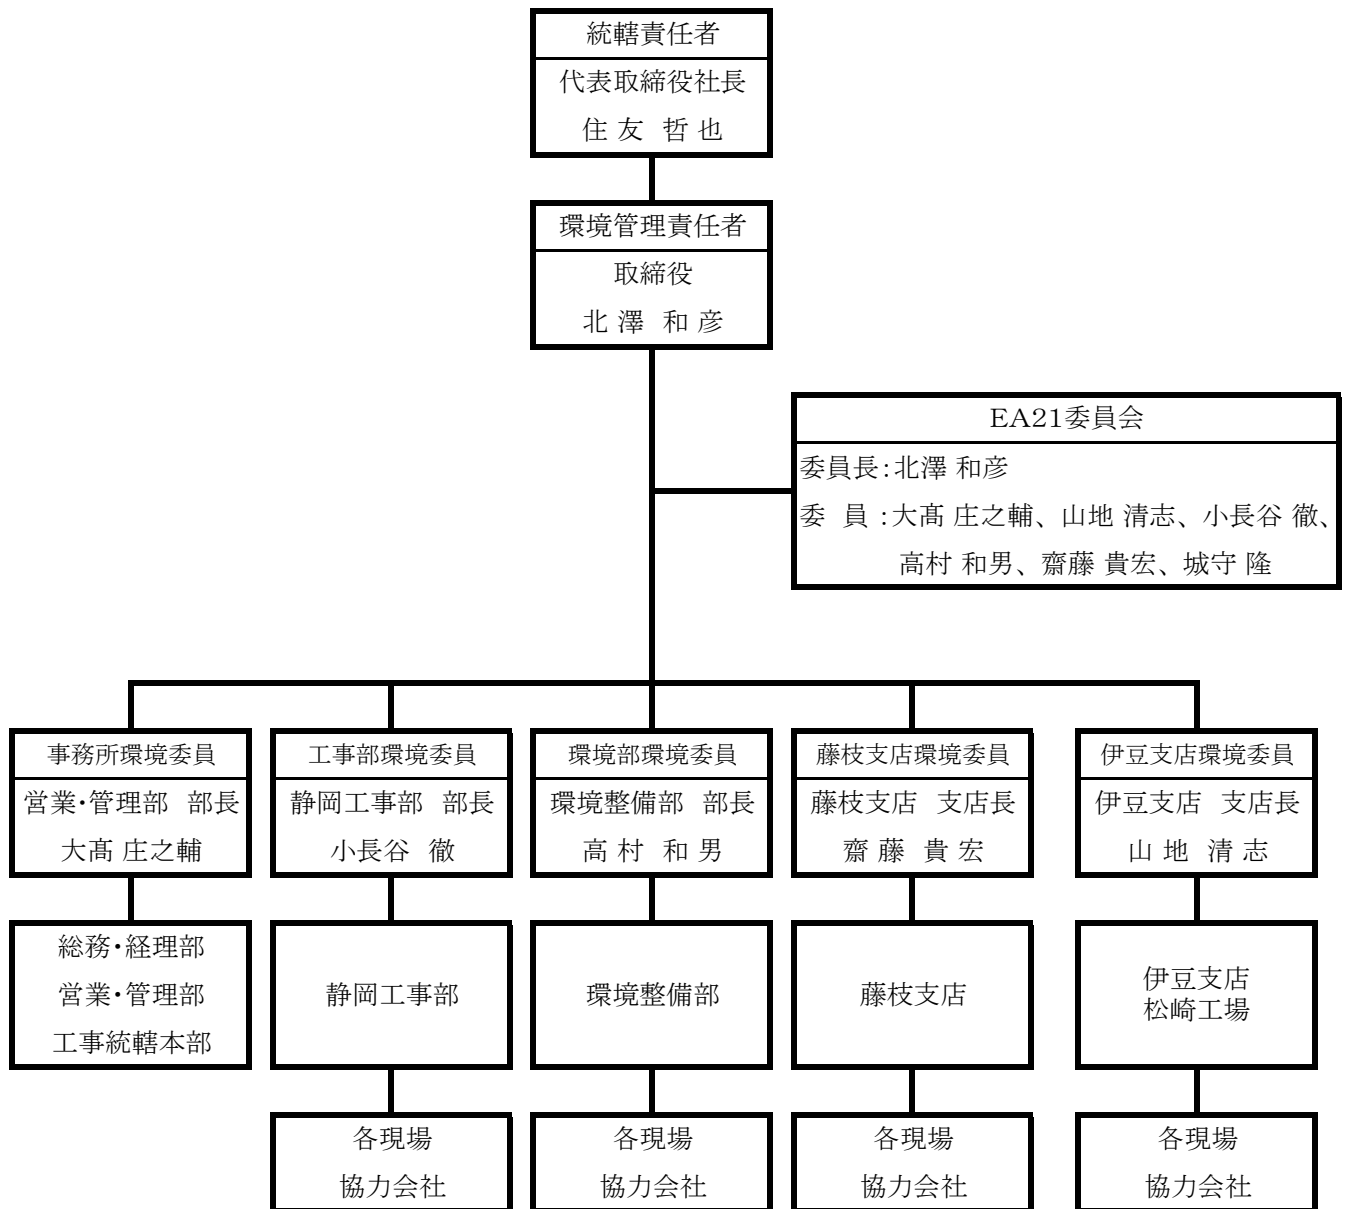 統轄責任者
代表取締役社長
住 友 哲 也
環境管理責任者
取締役
北 澤 和 彦
EA21委員会
委員長:北澤 和彦
委 員 :大髙 庄之輔、山地 清志、小長谷 徹、
高村 和男、齋藤 貴宏、城守 隆
事務所環境委員
営業・管理部 部長
大髙 庄之輔
工事部環境委員
静岡工事部 部長
小長谷 徹
環境部環境委員
環境整備部 部長
高 村 和 男
藤枝支店環境委員
藤枝支店 支店長
齋 藤 貴 宏
伊豆支店環境委員
伊豆支店 支店長
山 地 清 志
総務・経理部
営業・管理部
工事統轄本部
静岡工事部
環境整備部
藤枝支店
伊豆支店
松崎工場
各現場
協力会社
各現場
協力会社
各現場
協力会社
各現場
協力会社